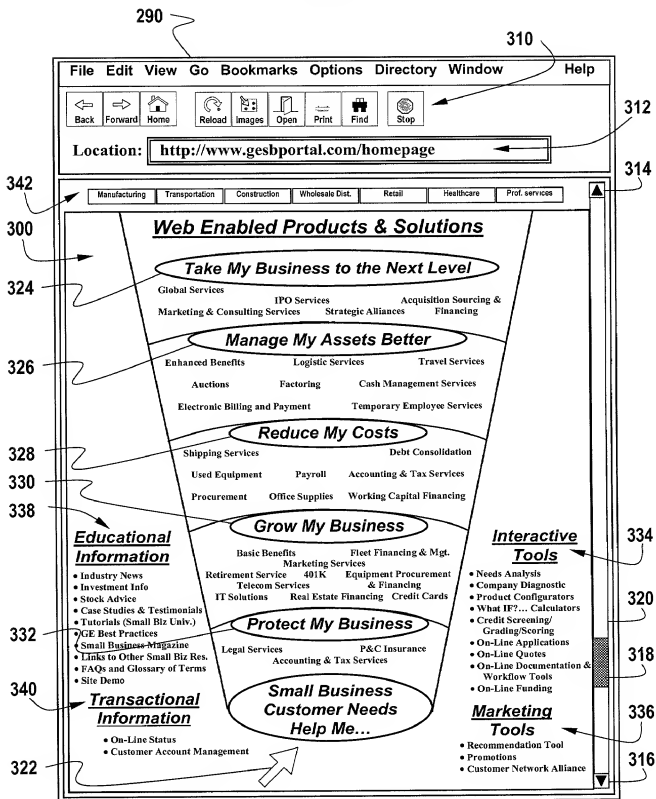 290
310
File Edit View Go Bookmarks Options Directory Window Help
Back Forward Home Reload Images Open Print Find Stop
312
Location: http://www.gesbportal.com/homepage
342
314
Manufacturing Transportation Construction Wholesale Dist. Retail Healthcare Prof. services
300
Web Enabled Products & Solutions
324
Take My Business to the Next Level
Global Services
IPO Services Acquisition Sourcing &
Marketing & Consulting Services Strategic Alliances Financing
326
Manage My Assets Better
Enhanced Benefits Logistic Services Travel Services
Auctions Factoring Cash Management Services
Electronic Billing and Payment Temporary Employee Services
328
Reduce My Costs
Shipping Services Debt Consolidation
330
Used Equipment Payroll Accounting & Tax Services
Procurement Office Supplies Working Capital Financing
338
Grow My Business
Basic Benefits Fleet Financing & Mgt.
Marketing Services
Retirement Service 401K Equipment Procurement
Telecom Services & Financing
IT Solutions Real Estate Financing Credit Cards
332
Protect My Business
Legal Services P&C Insurance
Accounting & Tax Services
Small Business
Customer Needs
Help Me...
322
Educational
Information
• Industry News
• Investment Info
• Stock Advice
• Case Studies & Testimonials
• Tutorials (Small Biz Univ.)
• GE Best Practices
• Small Business Magazine
• Links to Other Small Biz Res.
• FAQs and Glossary of Terms
• Site Demo
340
Transactional
Information
• On-Line Status
• Customer Account Management
334
Interactive
Tools
• Needs Analysis
• Company Diagnostic
• Product Configurators
• What IF?... Calculators
• Credit Screening/
Grading/Scoring
• On-Line Applications
• On-Line Quotes
• On-Line Documentation &
Workflow Tools
• On-Line Funding
320
318
336
Marketing
Tools
• Recommendation Tool
• Promotions
• Customer Network Alliance
316